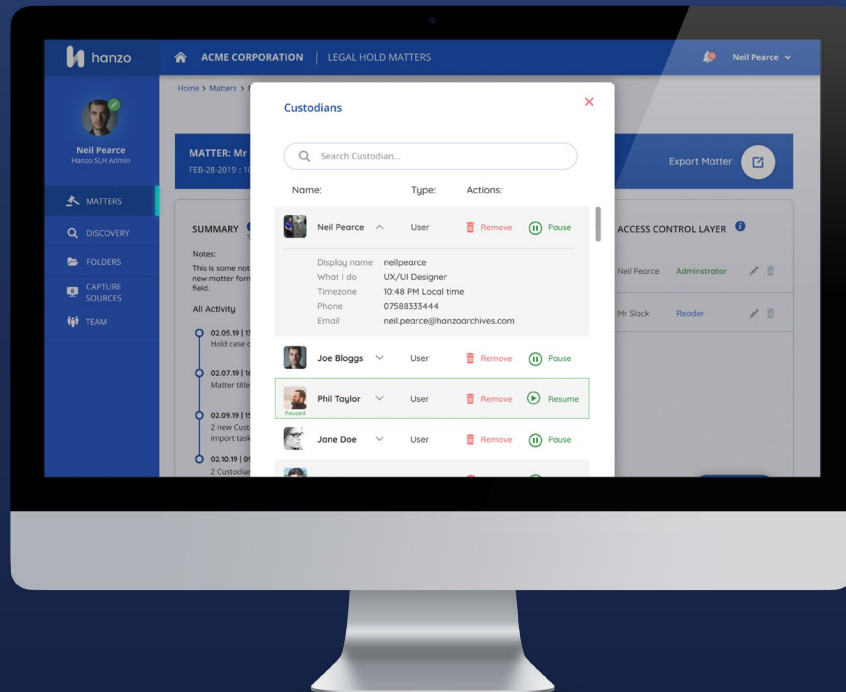 hanzo
ACME CORPORATION | LEGAL HOLD MATTERS
Neil Pearce
Home > Matters >
Neil Pearce
Hanzo SLH Admin
MATTERS
DISCOVERY
FOLDERS
CAPTURE
SOURCES
TEAM
MATTER: Mr
FEB-28-2019 : 10
Export Matter
SUMMARY
Notes:
This is some not
new matter form
field.
All Activity
02.05.19 | 13
Hold case c
02.07.19 | 16
Matter title
02.09.19 | 15
2 new Cust
import task
02.10.19 | 09
2 Custodian
Custodians
Search Custodian...
Name: Type: Actions:
Neil Pearce User Remove Pause
Display name neilpearce
What I do UX/UI Designer
Timezone 10:48 PM Local time
Phone 07588333444
Email neil.pearce@hanzoarchives.com
Joe Bloggs User Remove Pause
Phil Taylor User Remove Resume
Paused
Jane Doe User Remove Pause
ACCESS CONTROL LAYER
Neil Pearce Adminstrator
Mr Slack Reader